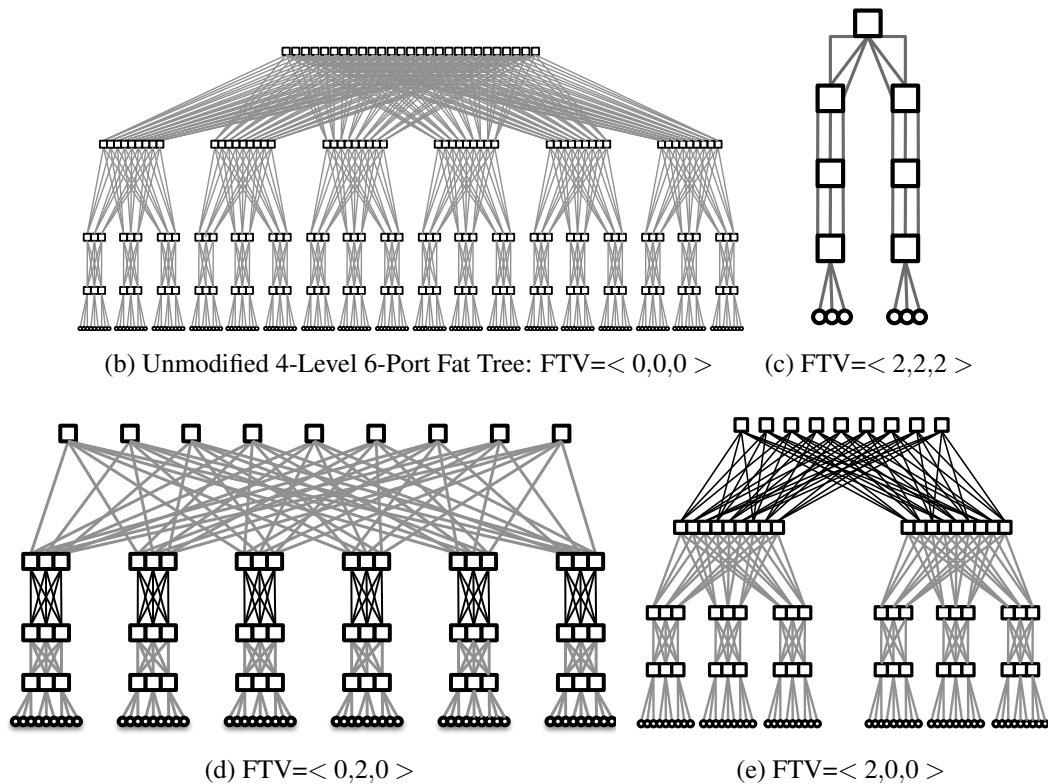 (b) Unmodified 4-Level 6-Port Fat Tree: FTV=< 0,0,0 >
(c) FTV=< 2,2,2 >
(d) FTV=< 0,2,0 >
(e) FTV=< 2,0,0 >